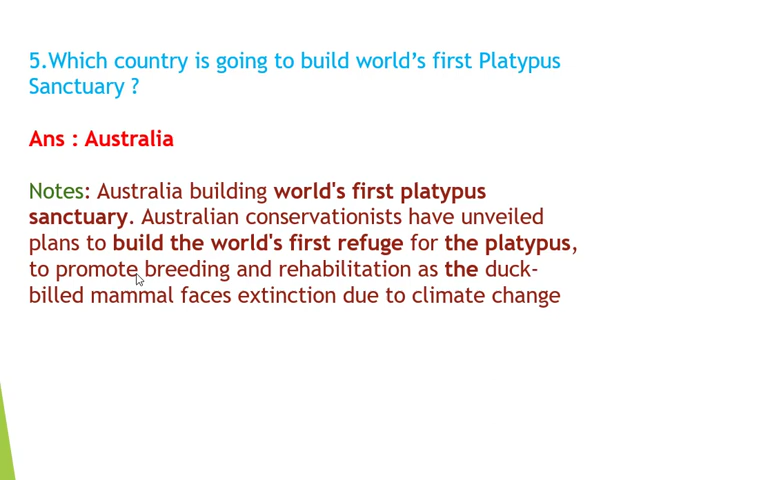 5.Which country is going to build world’s first Platypus
Sanctuary ?
Ans : Australia
Notes: Australia building world's first platypus
sanctuary. Australian conservationists have unveiled
plans to build the world's first refuge for the platypus,
to promote breeding and rehabilitation as the duck-
billed mammal faces extinction due to climate change